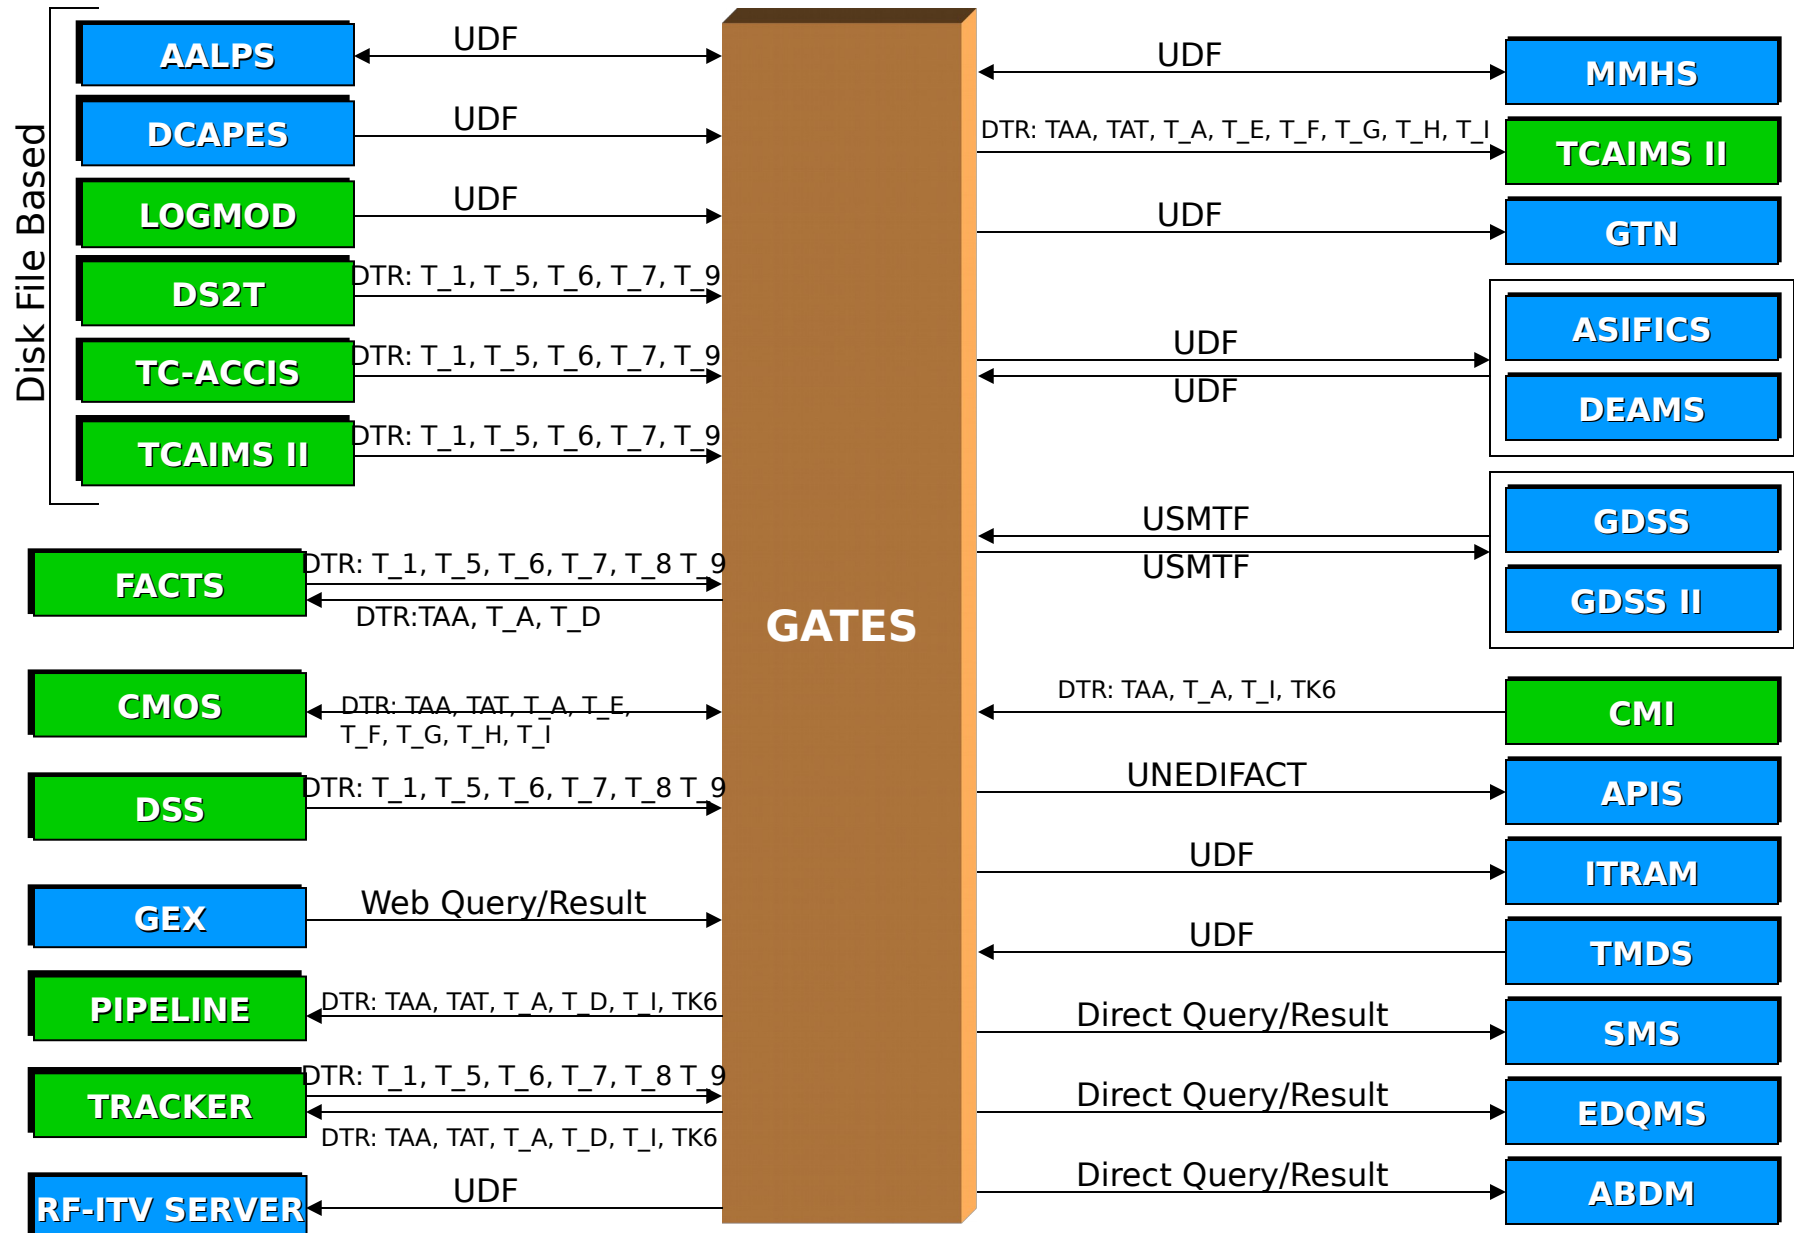 Disk File Based
AALPS
UDF
DCAPES
UDF
LOGMOD
UDF
DS2T
DTR: T_1, T_5, T_6, T_7, T_9
TC-ACCIS
DTR: T_1, T_5, T_6, T_7, T_9
TCAIMS II
DTR: T_1, T_5, T_6, T_7, T_9
FACTS
DTR: T_1, T_5, T_6, T_7, T_8 T_9
DTR:TAA, T_A, T_D
CMOS
DTR: TAA, TAT, T_A, T_E,
T_F, T_G, T_H, T_I
DSS
DTR: T_1, T_5, T_6, T_7, T_8 T_9
GEX
Web Query/Result
PIPELINE
DTR: TAA, TAT, T_A, T_D, T_I, TK6
TRACKER
DTR: T_1, T_5, T_6, T_7, T_8 T_9
DTR: TAA, TAT, T_A, T_D, T_I, TK6
RF-ITV SERVER
UDF
GATES
UDF
MMHS
DTR: TAA, TAT, T_A, T_E, T_F, T_G, T_H, T_I
TCAIMS II
UDF
GTN
UDF
UDF
ASIFICS
DEAMS
USMTF
USMTF
GDSS
GDSS II
DTR: TAA, T_A, T_I, TK6
CMI
UNEDIFACT
APIS
UDF
ITRAM
UDF
TMDS
Direct Query/Result
SMS
Direct Query/Result
EDQMS
Direct Query/Result
ABDM